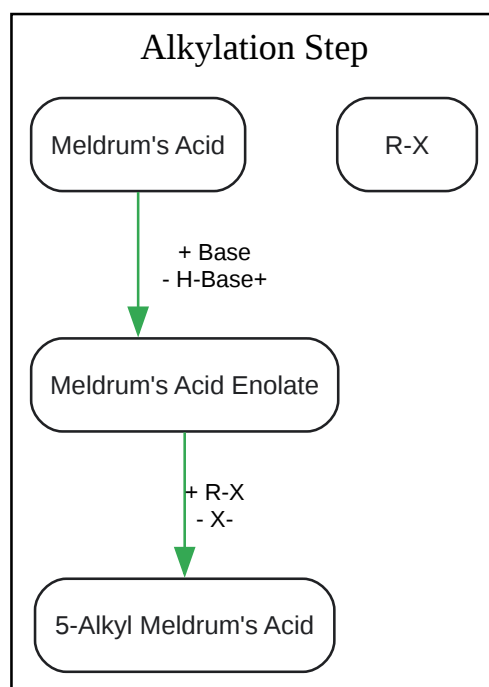 Alkylation Step
Meldrum's Acid
R-X
+ Base
- H-Base+
Meldrum's Acid Enolate
+ R-X
- X-
5-Alkyl Meldrum's Acid